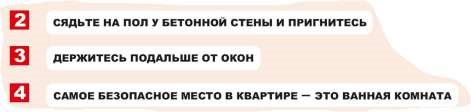 2 СЯДЬТЕ НА ПОЛ У БЕТОННОЙ СТЕНЫ И ПРИГНИТЕСЬ
3 ДЕРЖИТЕСЬ ПОДАЛЬШЕ ОТ ОКОН
4 САМОЕ БЕЗОПАСНОЕ МЕСТО В КВАРТИРЕ — ЭТО ВАННАЯ КОМНАТА